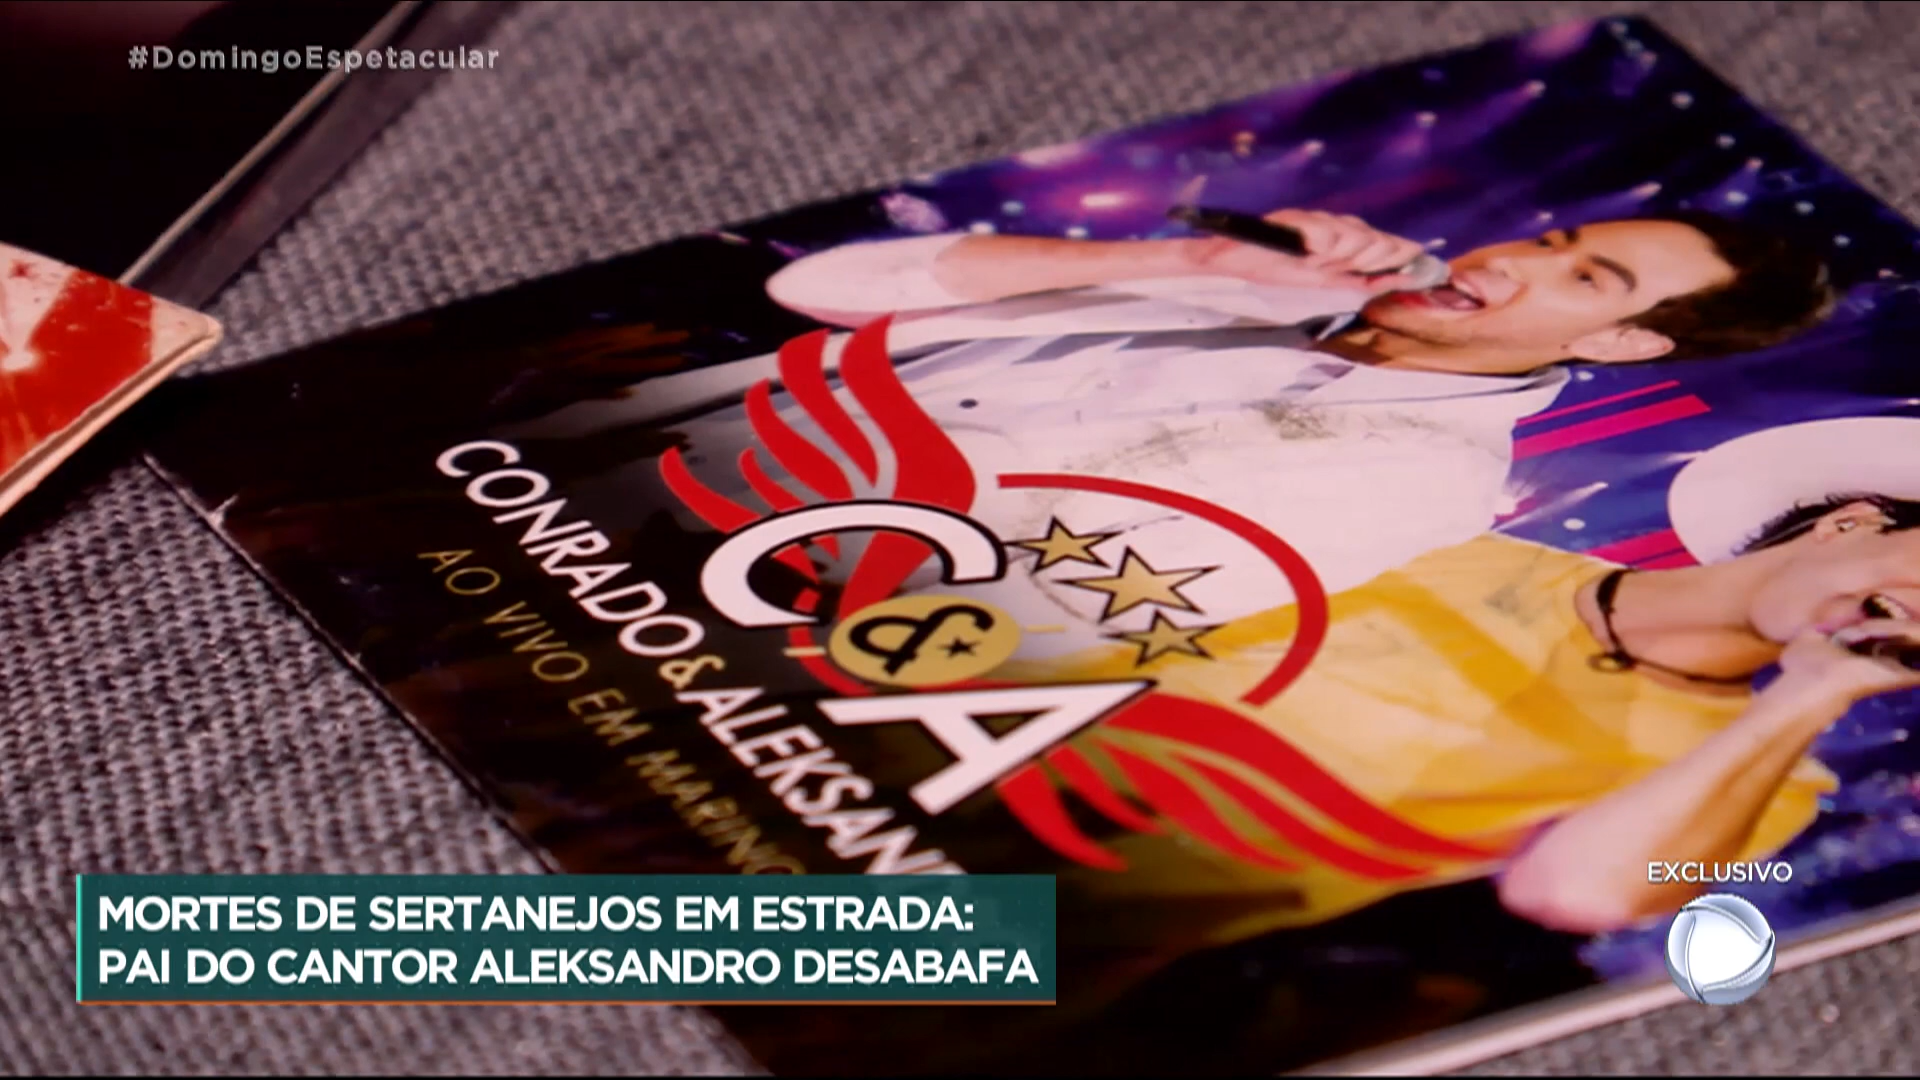 #DomingoEspetacular
CONRADO & ALEKSAN
AO VIVO EM MARING
C
&
A
EXCLUSIVO
MORTES DE SERTANEJOS EM ESTRADA:
PAI DO CANTOR ALEKSANDRO DESABAFA